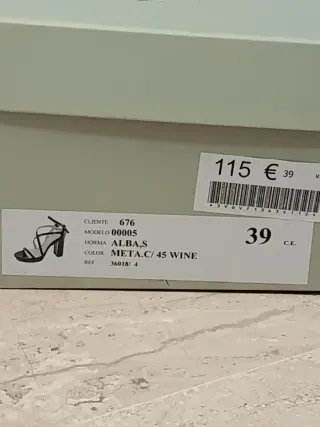 115 € 39
CLIENTE 676
MODELO 00005
HORMA ALBA,S
COLOR META.C/ 45 WINE
REF 36018/ 4
39 C.E.